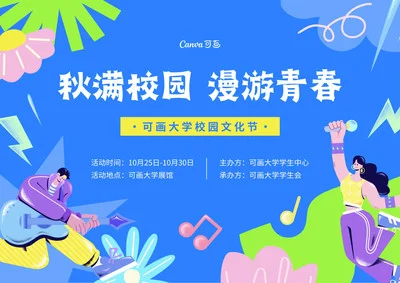 Canva可画
秋满校园 漫游青春
·可画大学校园文化节·
活动时间：10月25日-10月30日
活动地点：可画大学展馆
主办方：可画大学学生中心
承办方：可画大学学生会